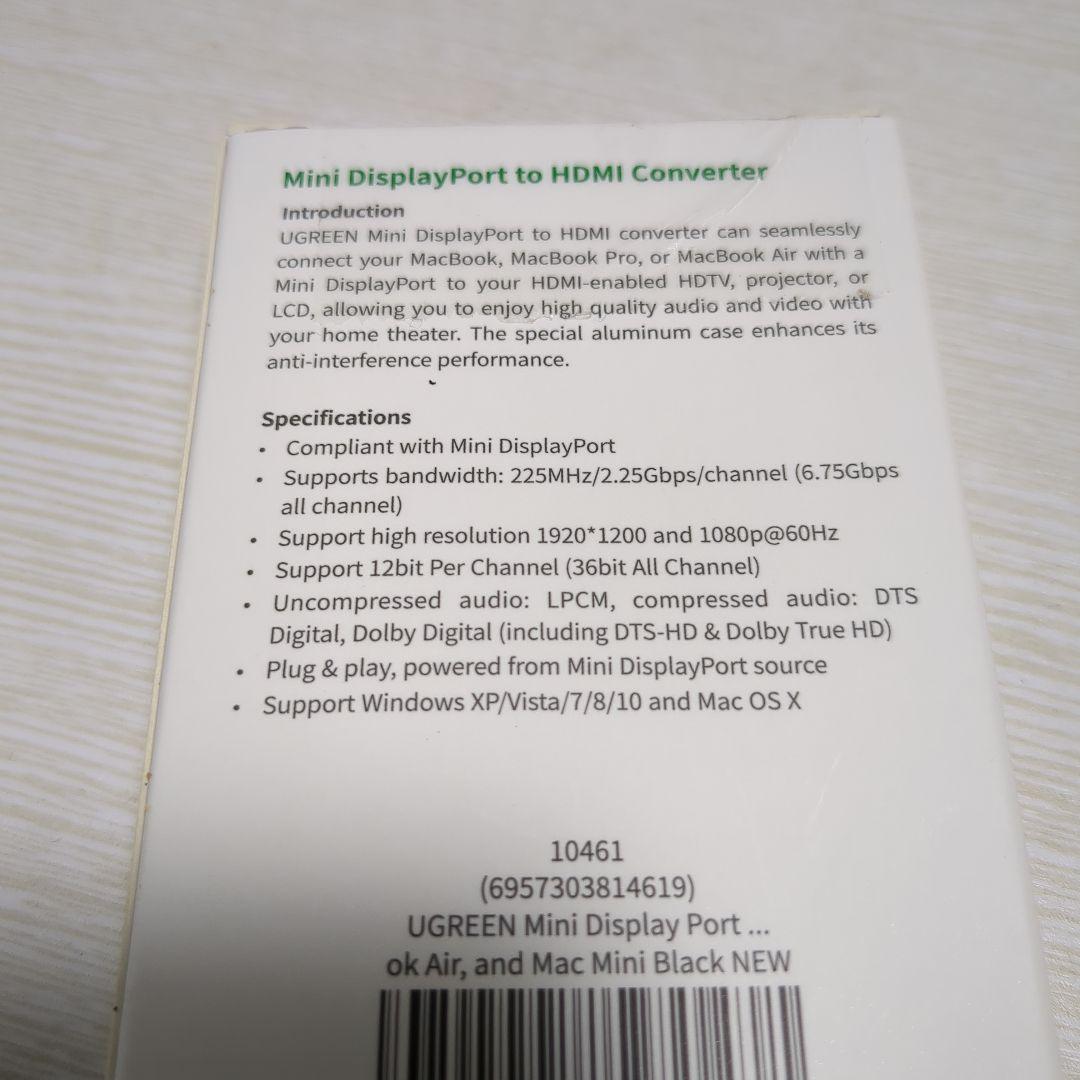 Mini DisplayPort to HDMI Converter
Introduction
UGREEN Mini DisplayPort to HDMI converter can seamlessly
connect your MacBook, MacBook Pro, or MacBook Air with a
Mini DisplayPort to your HDMI-enabled HDTV, projector, or
LCD, allowing you to enjoy high quality audio and video with
your home theater. The special aluminum case enhances its
anti-interference performance.
Specifications
• Compliant with Mini DisplayPort
• Supports bandwidth: 225MHz/2.25Gbps/channel (6.75Gbps
all channel)
• Support high resolution 1920*1200 and 1080p@60Hz
• Support 12bit Per Channel (36bit All Channel)
• Uncompressed audio: LPCM, compressed audio: DTS
Digital, Dolby Digital (including DTS-HD & Dolby True HD)
• Plug & play, powered from Mini DisplayPort source
• Support Windows XP/Vista/7/8/10 and Mac OS X
10461
(6957303814619)
UGREEN Mini Display Port ...
ok Air, and Mac Mini Black NEW